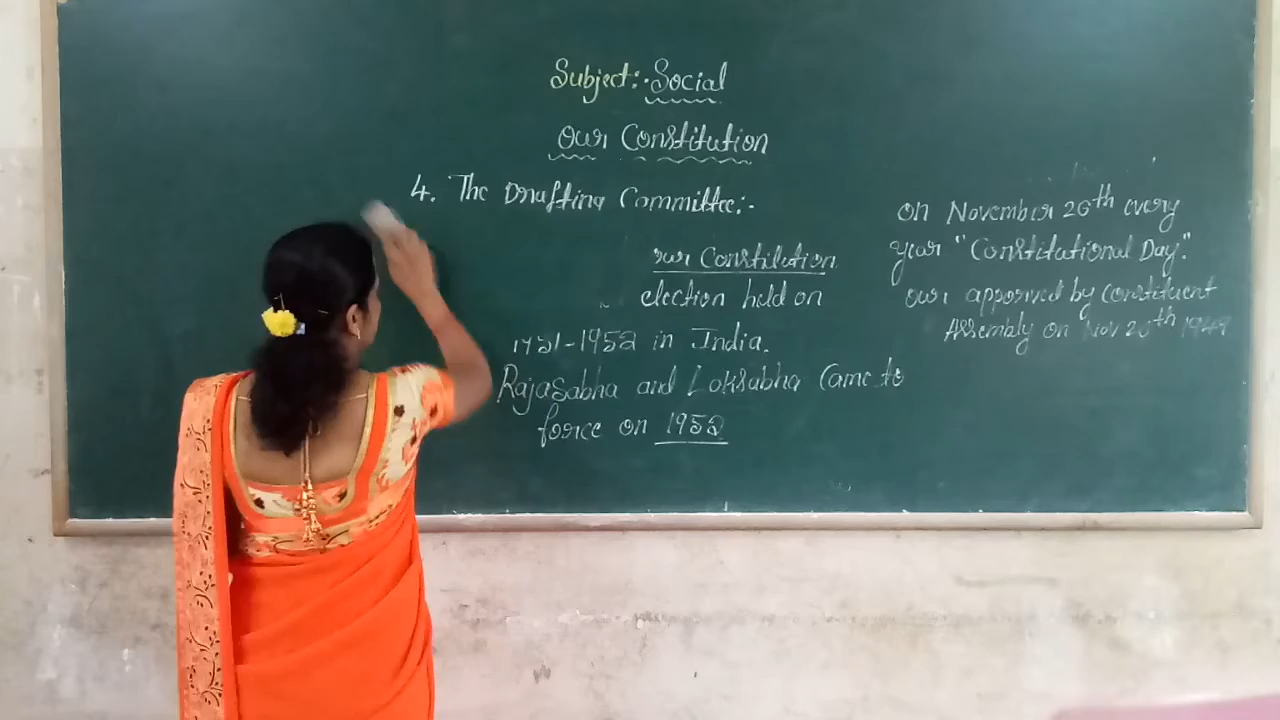 Subject:- Social
Our Constitution
4. The Drafting Committee:-
our Constitution
election held on
1951-1952 in India.
Rajasabha and Loksabha Came to
force on 1952
on November 26th every
year "Constitutional Day".
our apporived by Constituent
Assembly on Nov 26th 1949